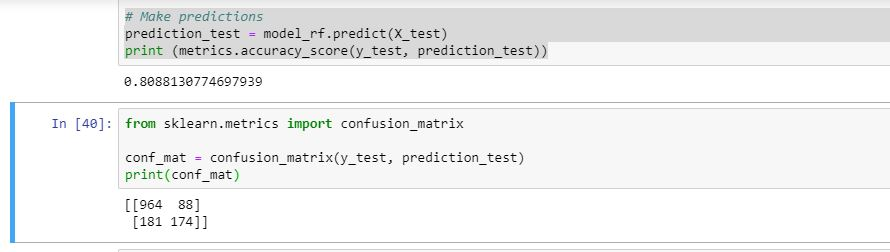 # Make predictions
prediction_test = model_rf.predict(X_test)
print (metrics.accuracy_score(y_test, prediction_test))
0.8088130774697939
In [40]: from sklearn.metrics import confusion_matrix
conf_mat = confusion_matrix(y_test, prediction_test)
print(conf_mat)
[[964  88]
 [181 174]]